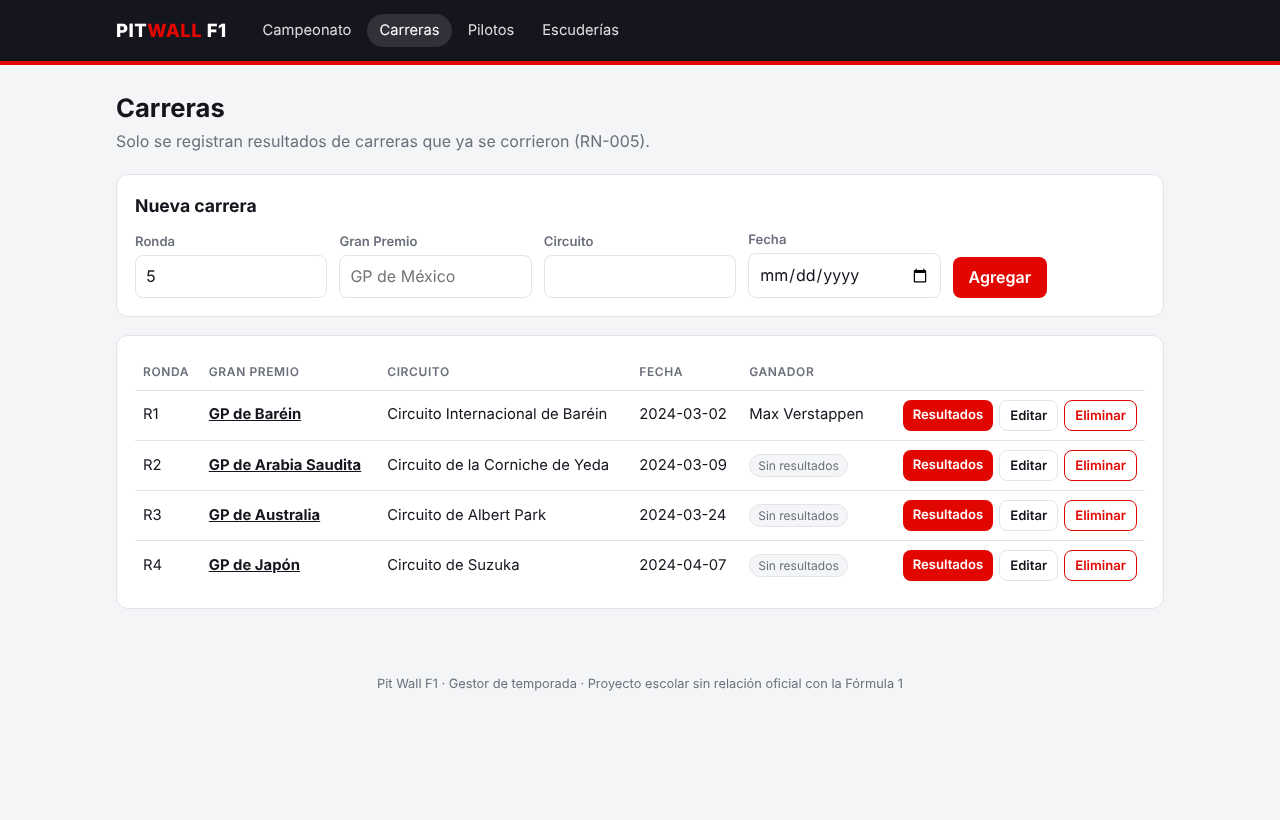 PITWALL F1 Campeonato Carreras Pilotos Escuderías
Carreras
Solo se registran resultados de carreras que ya se corrieron (RN-005).
Nueva carrera
Ronda Gran Premio Circuito Fecha
5 GP de México mm/dd/yyyy Agregar
RONDA GRAN PREMIO CIRCUITO FECHA GANADOR
R1 GP de Baréin Circuito Internacional de Baréin 2024-03-02 Max Verstappen Resultados Editar Eliminar
R2 GP de Arabia Saudita Circuito de la Corniche de Yeda 2024-03-09 Sin resultados Resultados Editar Eliminar
R3 GP de Australia Circuito de Albert Park 2024-03-24 Sin resultados Resultados Editar Eliminar
R4 GP de Japón Circuito de Suzuka 2024-04-07 Sin resultados Resultados Editar Eliminar
Pit Wall F1 · Gestor de temporada · Proyecto escolar sin relación oficial con la Fórmula 1